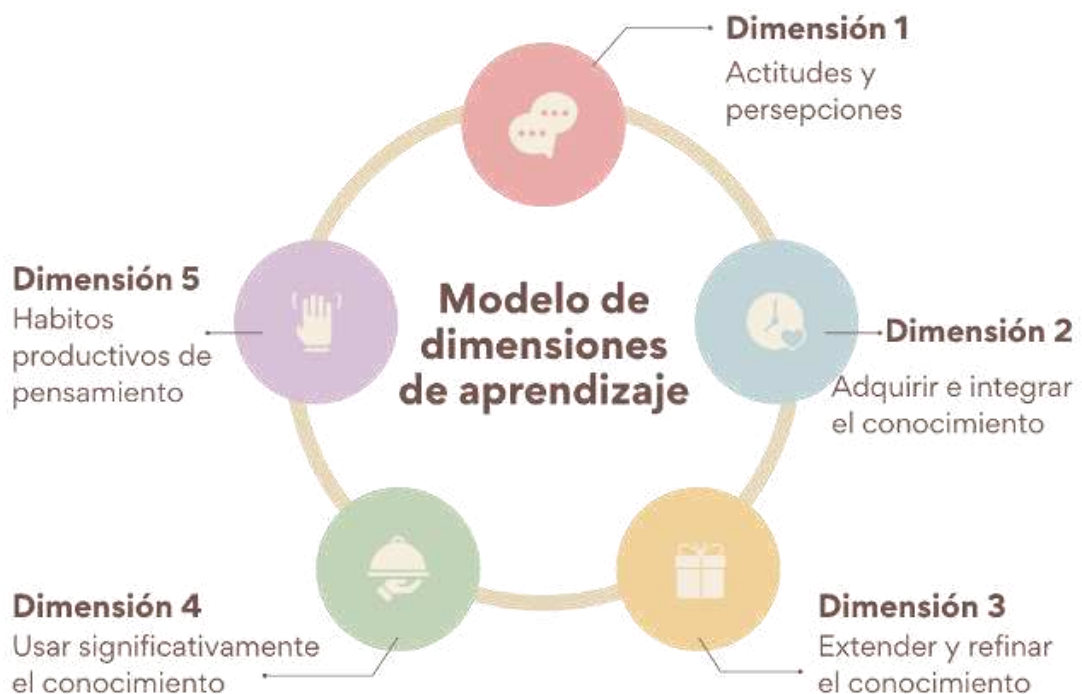 Dimensión 1
Actitudes y
persepciones
Dimensión 5
Habitos
productivos de
pensamiento
Modelo de
dimensiones
de aprendizaje
Dimensión 2
Adquirir e integrar
el conocimiento
Dimensión 4
Usar significativamente
el conocimiento
Dimensión 3
Extender y refinar
el conocimiento